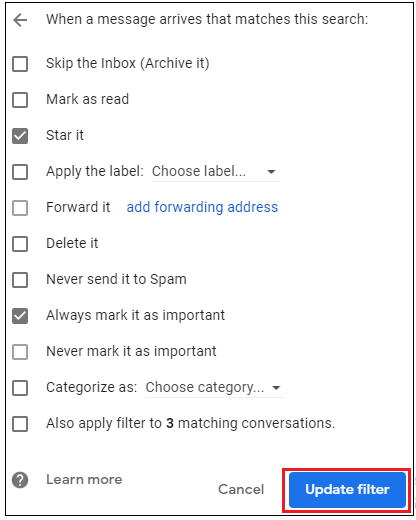 When a message arrives that matches this search:
Skip the Inbox (Archive it)
Mark as read
Star it
Apply the label: Choose label...
Forward it add forwarding address
Delete it
Never send it to Spam
Always mark it as important
Never mark it as important
Categorize as: Choose category...
Also apply filter to 3 matching conversations.
? Learn more
Cancel Update filter